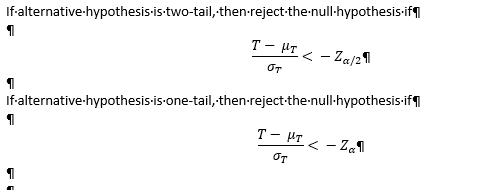 If·alternative·hypothesis·is·two-tail,·then·reject·the·null·hypothesis·if¶
¶
(T − μ_T)/σ_T < − Z_{α/2}¶
¶
If·alternative·hypothesis·is·one-tail,·then·reject·the·null·hypothesis·if¶
¶
(T − μ_T)/σ_T < − Z_α¶
¶
¶